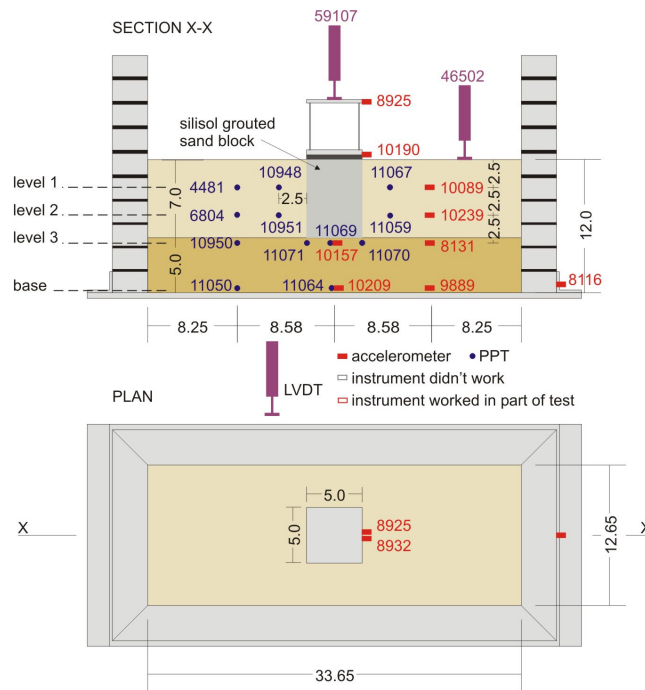 59107
SECTION X-X
46502
8925
silisol grouted
sand block
10190
level 1
4481
10948
11067
10089
2.5
7.0
2.5
level 2
6804
10951
11059
10239
2.5
12.0
level 3
10950
11069
8131
2.5
11071
10157
11070
5.0
8116
base
11050
11064
10209
9889
8.25
8.58
8.58
8.25
accelerometer
PPT
instrument didn't work
LVDT
instrument worked in part of test
PLAN
5.0
X
5.0
8925
8932
12.65
X
33.65